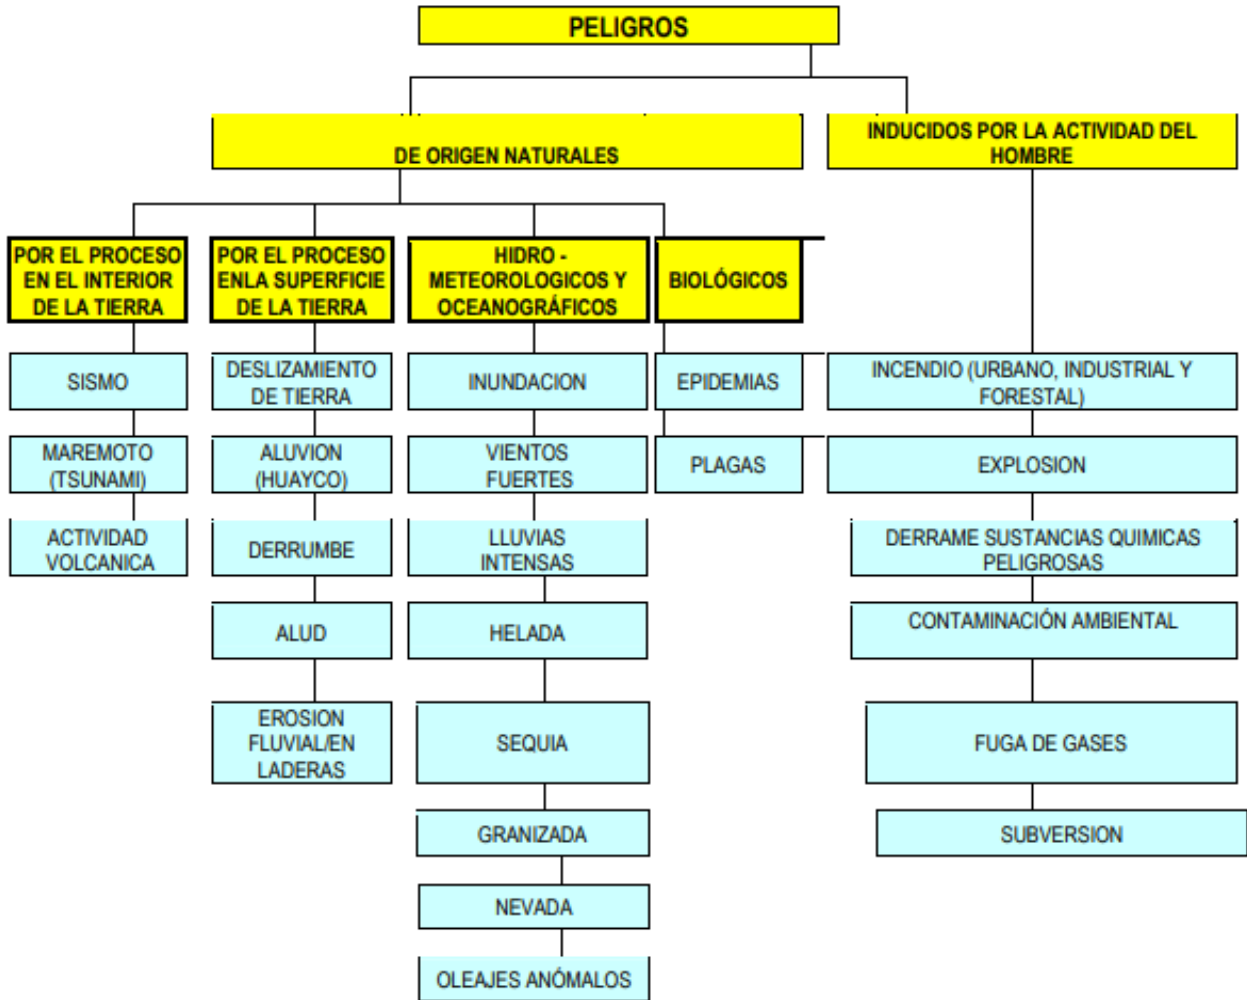 PELIGROS
DE ORIGEN NATURALES
INDUCIDOS POR LA ACTIVIDAD DEL
HOMBRE
POR EL PROCESO
EN EL INTERIOR
DE LA TIERRA
POR EL PROCESO
ENLA SUPERFICIE
DE LA TIERRA
HIDRO -
METEOROLOGICOS Y
OCEANOGRÁFICOS
BIOLÓGICOS
SISMO
DESLIZAMIENTO
DE TIERRA
INUNDACION
EPIDEMIAS
INCENDIO (URBANO, INDUSTRIAL Y
FORESTAL)
MAREMOTO
(TSUNAMI)
ALUVION
(HUAYCO)
VIENTOS
FUERTES
PLAGAS
EXPLOSION
ACTIVIDAD
VOLCANICA
DERRUMBE
LLUVIAS
INTENSAS
DERRAME SUSTANCIAS QUIMICAS
PELIGROSAS
ALUD
HELADA
CONTAMINACIÓN AMBIENTAL
EROSION
FLUVIAL/EN
LADERAS
SEQUIA
FUGA DE GASES
GRANIZADA
SUBVERSION
NEVADA
OLEAJES ANÓMALOS